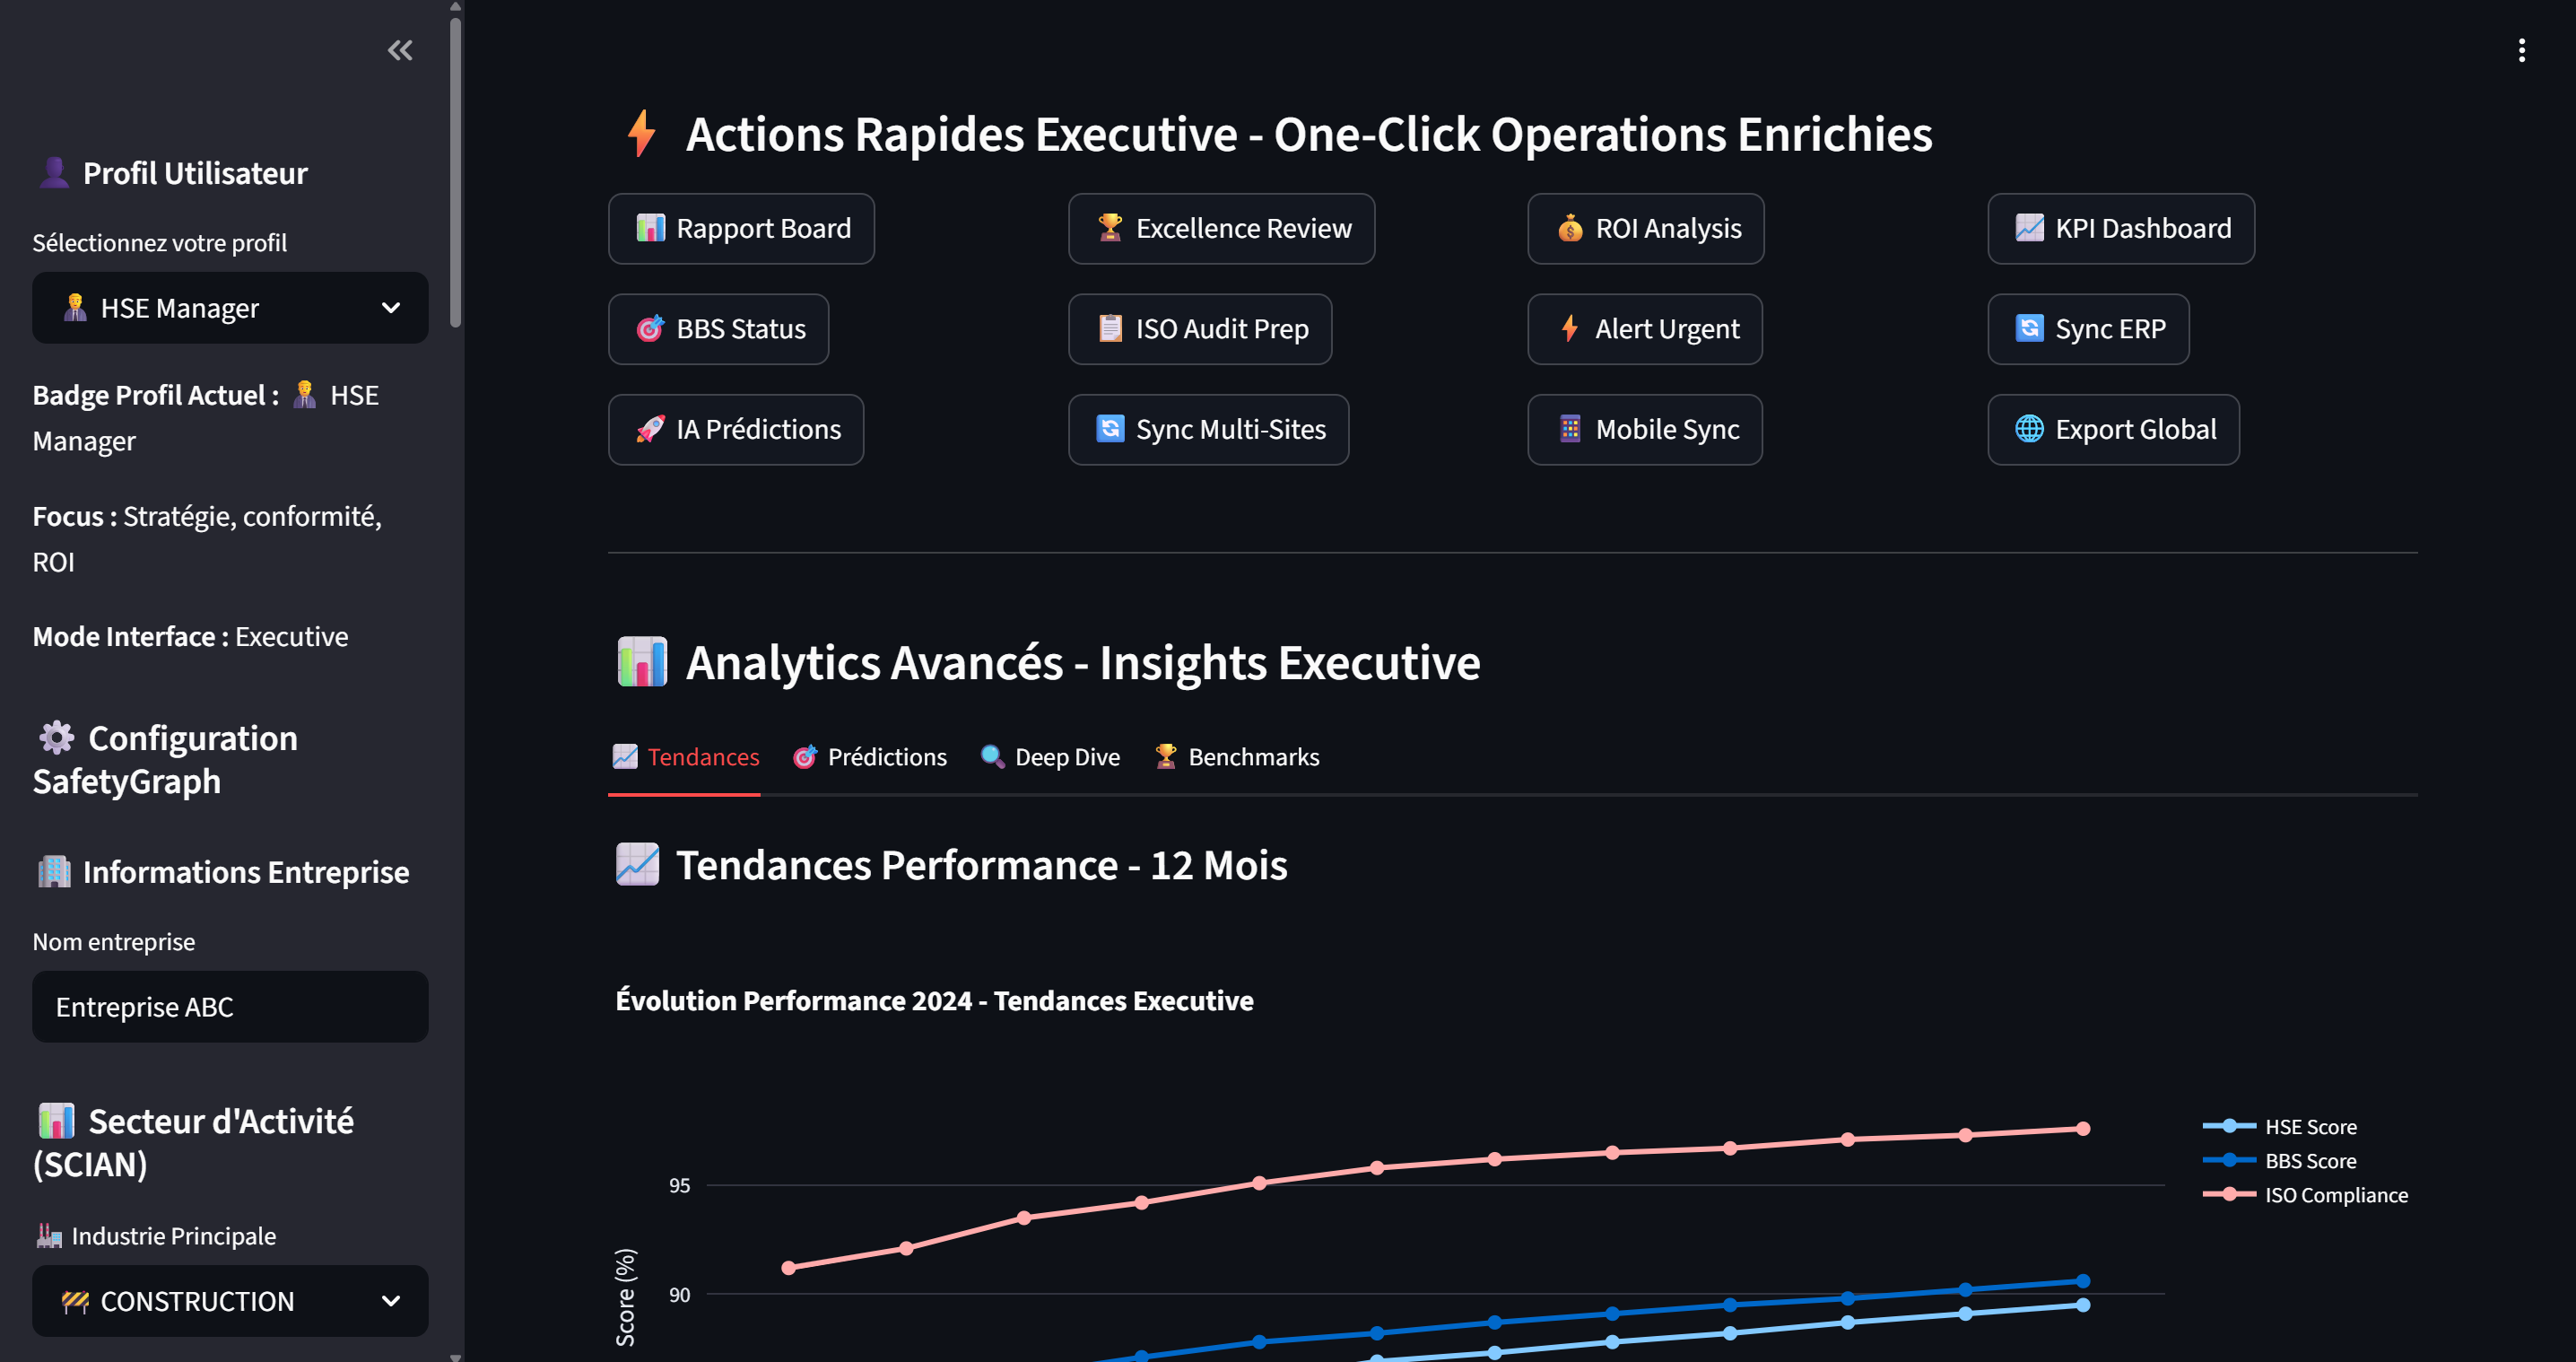 Profil Utilisateur
Sélectionnez votre profil
HSE Manager
Badge Profil Actuel : HSE
Manager
Focus : Stratégie, conformité,
ROI
Mode Interface : Executive
Configuration
SafetyGraph
Informations Entreprise
Nom entreprise
Entreprise ABC
Secteur d'Activité
(SCIAN)
Industrie Principale
CONSTRUCTION
Actions Rapides Executive - One-Click Operations Enrichies
Rapport Board
Excellence Review
ROI Analysis
KPI Dashboard
BBS Status
ISO Audit Prep
Alert Urgent
Sync ERP
IA Prédictions
Sync Multi-Sites
Mobile Sync
Export Global
Analytics Avancés - Insights Executive
Tendances
Prédictions
Deep Dive
Benchmarks
Tendances Performance - 12 Mois
Évolution Performance 2024 - Tendances Executive
HSE Score
BBS Score
ISO Compliance
95
90
Score (%)